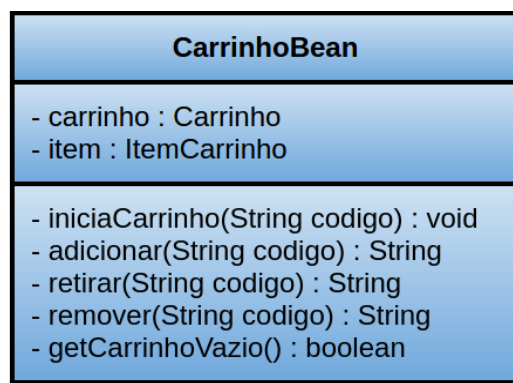 CarrinhoBean
- carrinho : Carrinho
- item : ItemCarrinho
- iniciaCarrinho(String codigo) : void
- adicionar(String codigo) : String
- retirar(String codigo) : String
- remover(String codigo) : String
- getCarrinhoVazio() : boolean